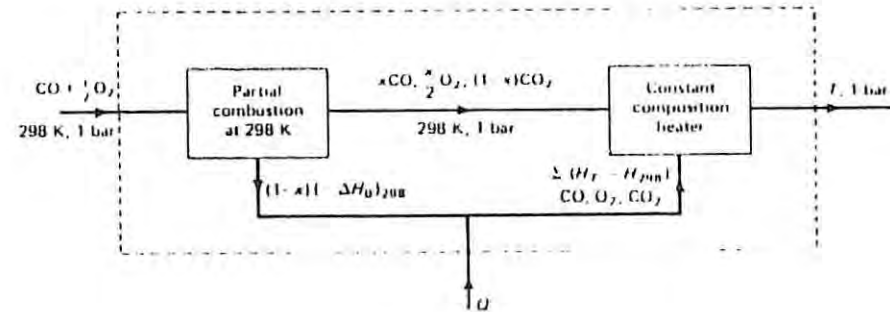 CO + ½O₂
298 K, 1 bar
Partial
combustion
at 298 K
xCO, x/2 O₂, (1- x)CO₂
298 K, 1 bar
Constant
composition
heater
T, 1 bar
(1- x)(- ΔH₀)₂₉₈
Σ (H_T - H₂₉₈)
CO, O₂, CO₂
Q